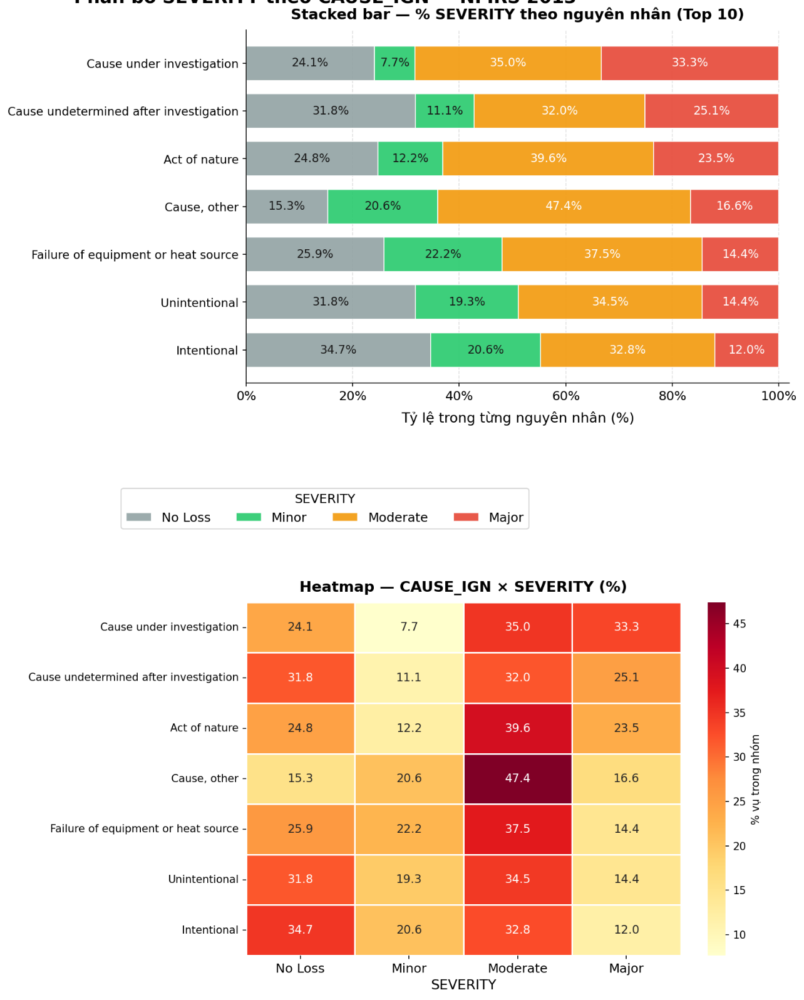 Phân bố SEVERITY theo CAUSE_IGN — NFIRS 2015
Stacked bar — % SEVERITY theo nguyên nhân (Top 10)
Cause under investigation 24.1% 7.7% 35.0% 33.3%
Cause undetermined after investigation 31.8% 11.1% 32.0% 25.1%
Act of nature 24.8% 12.2% 39.6% 23.5%
Cause, other 15.3% 20.6% 47.4% 16.6%
Failure of equipment or heat source 25.9% 22.2% 37.5% 14.4%
Unintentional 31.8% 19.3% 34.5% 14.4%
Intentional 34.7% 20.6% 32.8% 12.0%
0% 20% 40% 60% 80% 100%
Tỷ lệ trong từng nguyên nhân (%)
SEVERITY
No Loss Minor Moderate Major
Heatmap — CAUSE_IGN × SEVERITY (%)
Cause under investigation 24.1 7.7 35.0 33.3
Cause undetermined after investigation 31.8 11.1 32.0 25.1
Act of nature 24.8 12.2 39.6 23.5
Cause, other 15.3 20.6 47.4 16.6
Failure of equipment or heat source 25.9 22.2 37.5 14.4
Unintentional 31.8 19.3 34.5 14.4
Intentional 34.7 20.6 32.8 12.0
No Loss Minor Moderate Major
SEVERITY
45
40
35
30
25
20
15
10
% vụ trong nhóm